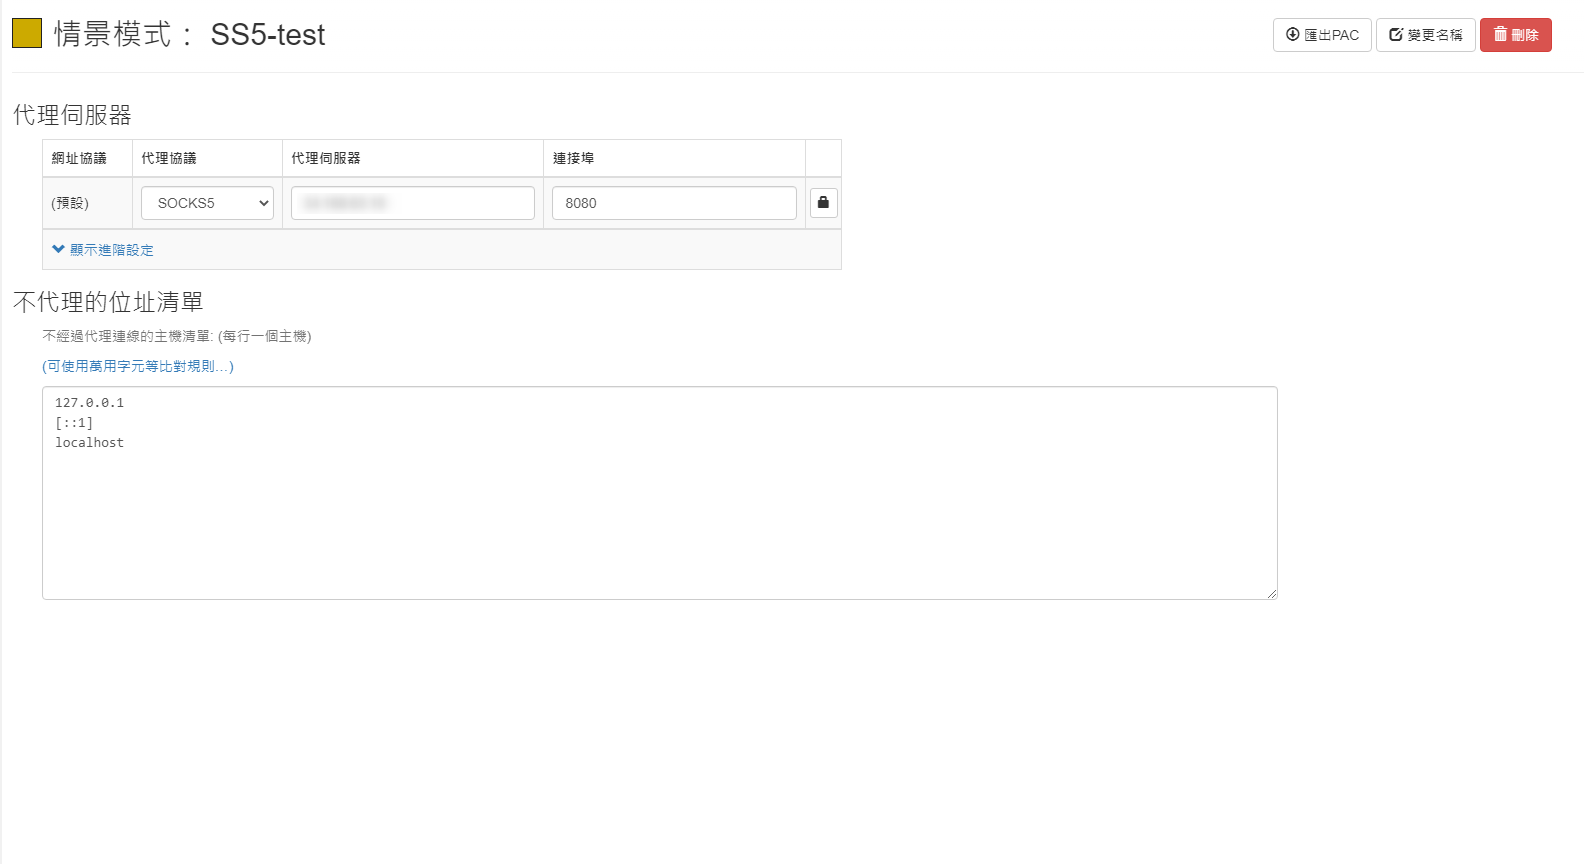 情景模式： SS5-test
匯出PAC 變更名稱 刪除
代理伺服器
網址協議 代理協議 代理伺服器 連接埠
(預設) SOCKS5 8080
顯示進階設定
不代理的位址清單
不經過代理連線的主機清單: (每行一個主機)
(可使用萬用字元等比對規則…)
127.0.0.1
[::1]
localhost